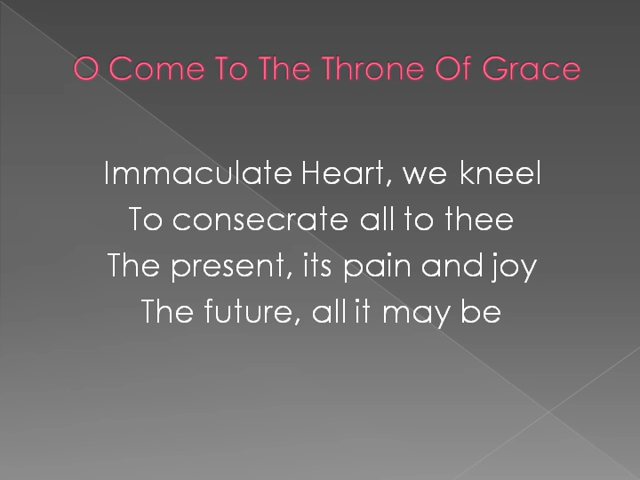 O Come To The Throne Of Grace
Immaculate Heart, we kneel
To consecrate all to thee
The present, its pain and joy
The future, all it may be